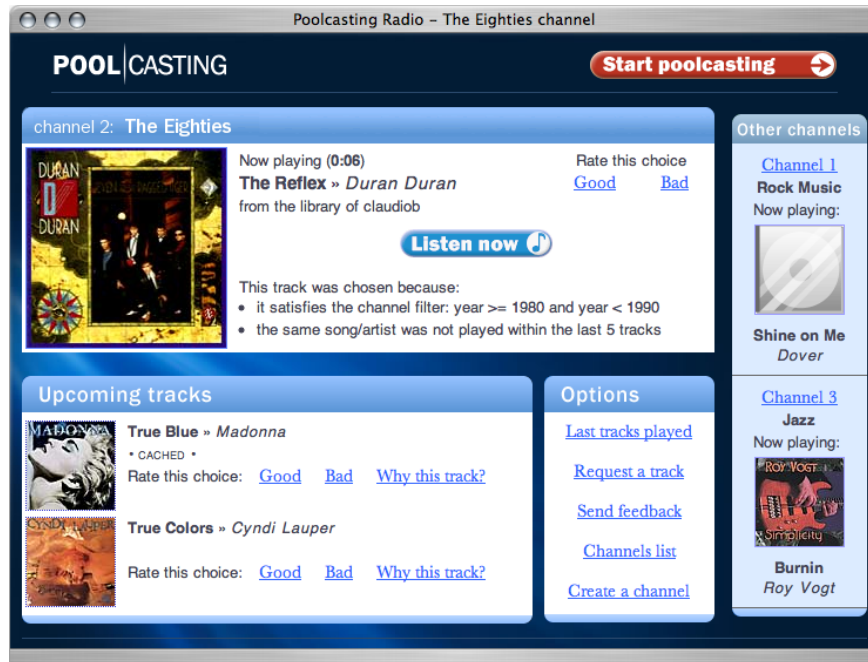 Poolcasting Radio – The Eighties channel
POOL|CASTING
Start poolcasting
channel 2: The Eighties
DURAN
DURAN
SEVEN AND THE RAGGED TIGER
Now playing (0:06)
The Reflex » Duran Duran
from the library of claudiob
Rate this choice
Good Bad
Listen now
This track was chosen because:
• it satisfies the channel filter: year >= 1980 and year < 1990
• the same song/artist was not played within the last 5 tracks
Upcoming tracks
MADONNA
True Blue » Madonna
• CACHED •
Rate this choice: Good Bad Why this track?
CYNDI LAUPER
True Colors » Cyndi Lauper
Rate this choice: Good Bad Why this track?
Options
Last tracks played
Request a track
Send feedback
Channels list
Create a channel
Other channels
Channel 1
Rock Music
Now playing:
Shine on Me
Dover
Channel 3
Jazz
Now playing:
ROY VOGT
Simplicity
Burnin
Roy Vogt